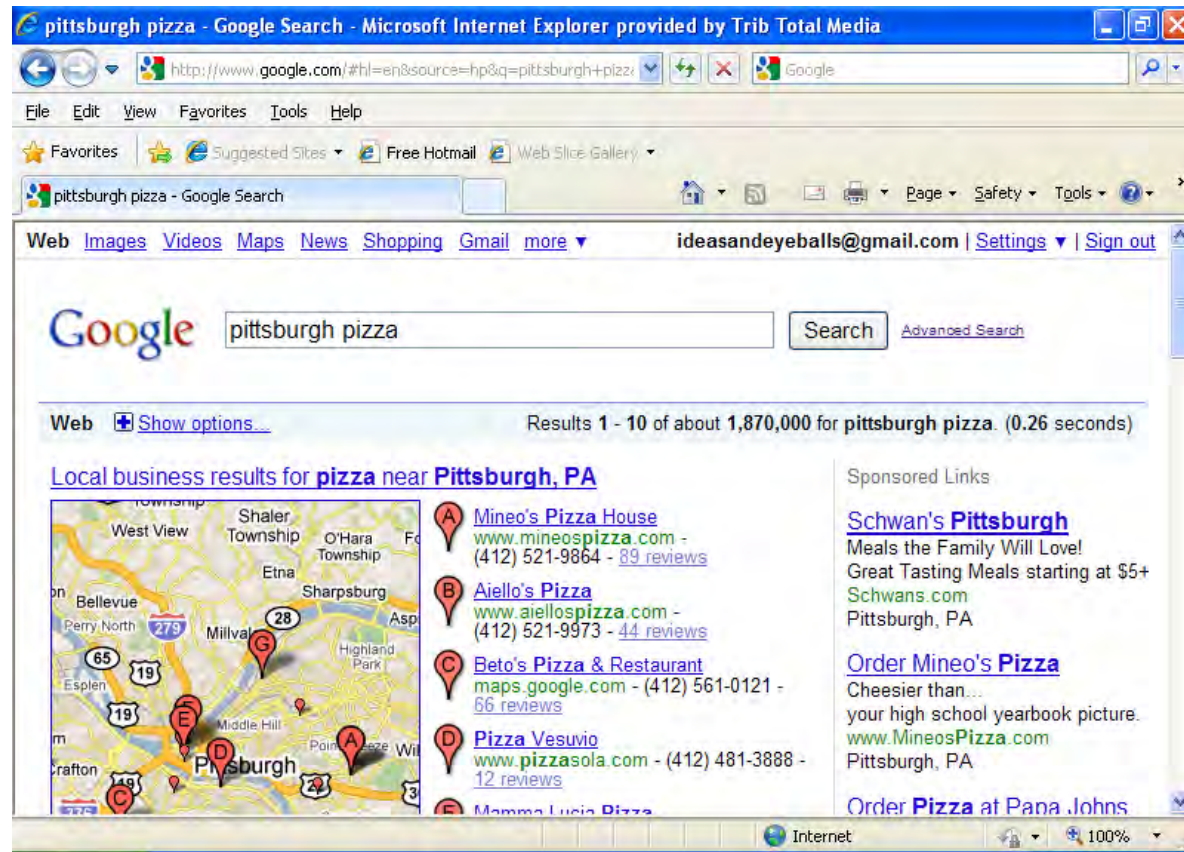 pittsburgh pizza - Google Search - Microsoft Internet Explorer provided by Trib Total Media
http://www.google.com/#hl=en&source=hp&q=pittsburgh+pizz
Google
File Edit View Favorites Tools Help
Favorites Suggested Sites Free Hotmail Web Slice Gallery
pittsburgh pizza - Google Search
Page Safety Tools
Web Images Videos Maps News Shopping Gmail more ▼ ideasandeyeballs@gmail.com | Settings ▼ | Sign out
Google
pittsburgh pizza
Search
Advanced Search
Web Show options...
Results 1 - 10 of about 1,870,000 for pittsburgh pizza. (0.26 seconds)
Local business results for pizza near Pittsburgh, PA
Township
West View
Shaler
Township
O'Hara
Township
Etna
Sharpsburg
Bellevue
Perry North
279
Millval
28
Asp
Highland
Park
G
65
19
Esplen
19
E
Middle Hill
A
D
Pi sburgh
Crafton
C
A
Mineo's Pizza House
www.mineospizza.com -
(412) 521-9864 - 89 reviews
B
Aiello's Pizza
www.aiellospizza.com -
(412) 521-9973 - 44 reviews
C
Beto's Pizza & Restaurant
maps.google.com - (412) 561-0121 -
66 reviews
D
Pizza Vesuvio
www.pizzasola.com - (412) 481-3888 -
12 reviews
E
Mamma Lucia Pizza
Sponsored Links
Schwan's Pittsburgh
Meals the Family Will Love!
Great Tasting Meals starting at $5+
Schwans.com
Pittsburgh, PA
Order Mineo's Pizza
Cheesier than...
your high school yearbook picture.
www.MineosPizza.com
Pittsburgh, PA
Order Pizza at Papa Johns
Internet
100%